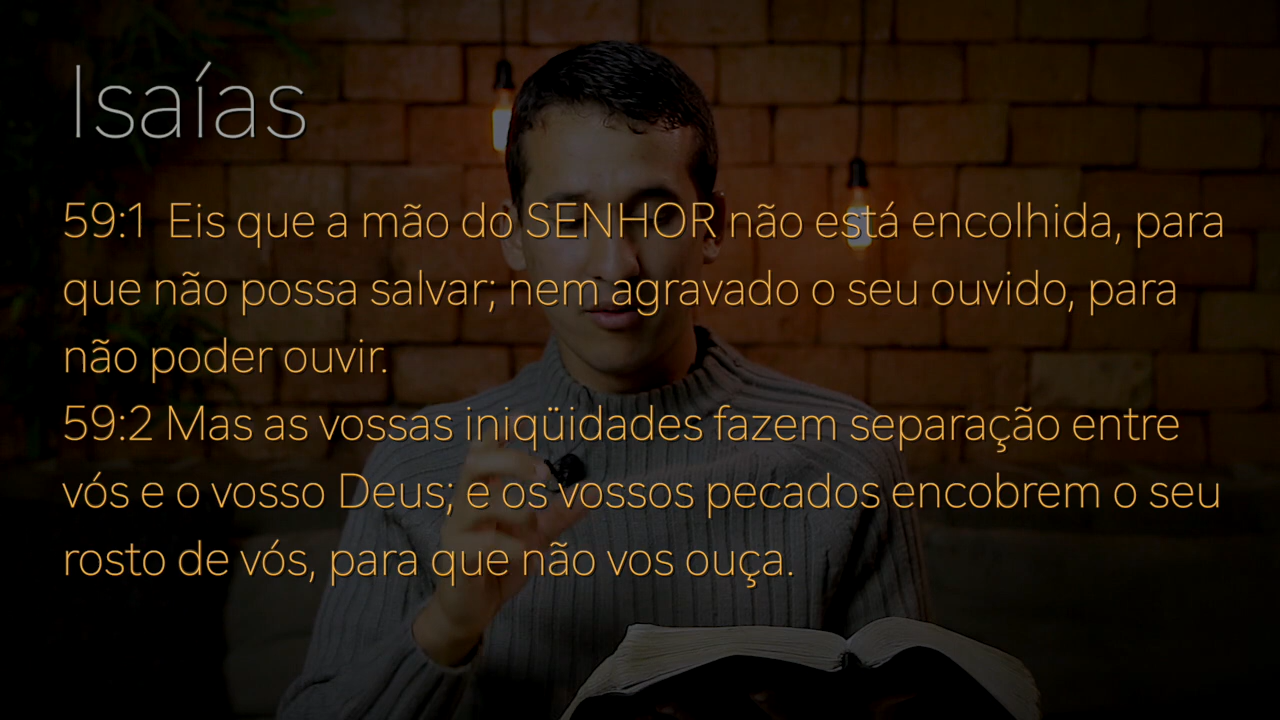 Isaías
59:1 Eis que a mão do SENHOR não está encolhida, para
que não possa salvar; nem agravado o seu ouvido, para
não poder ouvir.
59:2 Mas as vossas iniqüidades fazem separação entre
vós e o vosso Deus; e os vossos pecados encobrem o seu
rosto de vós, para que não vos ouça.